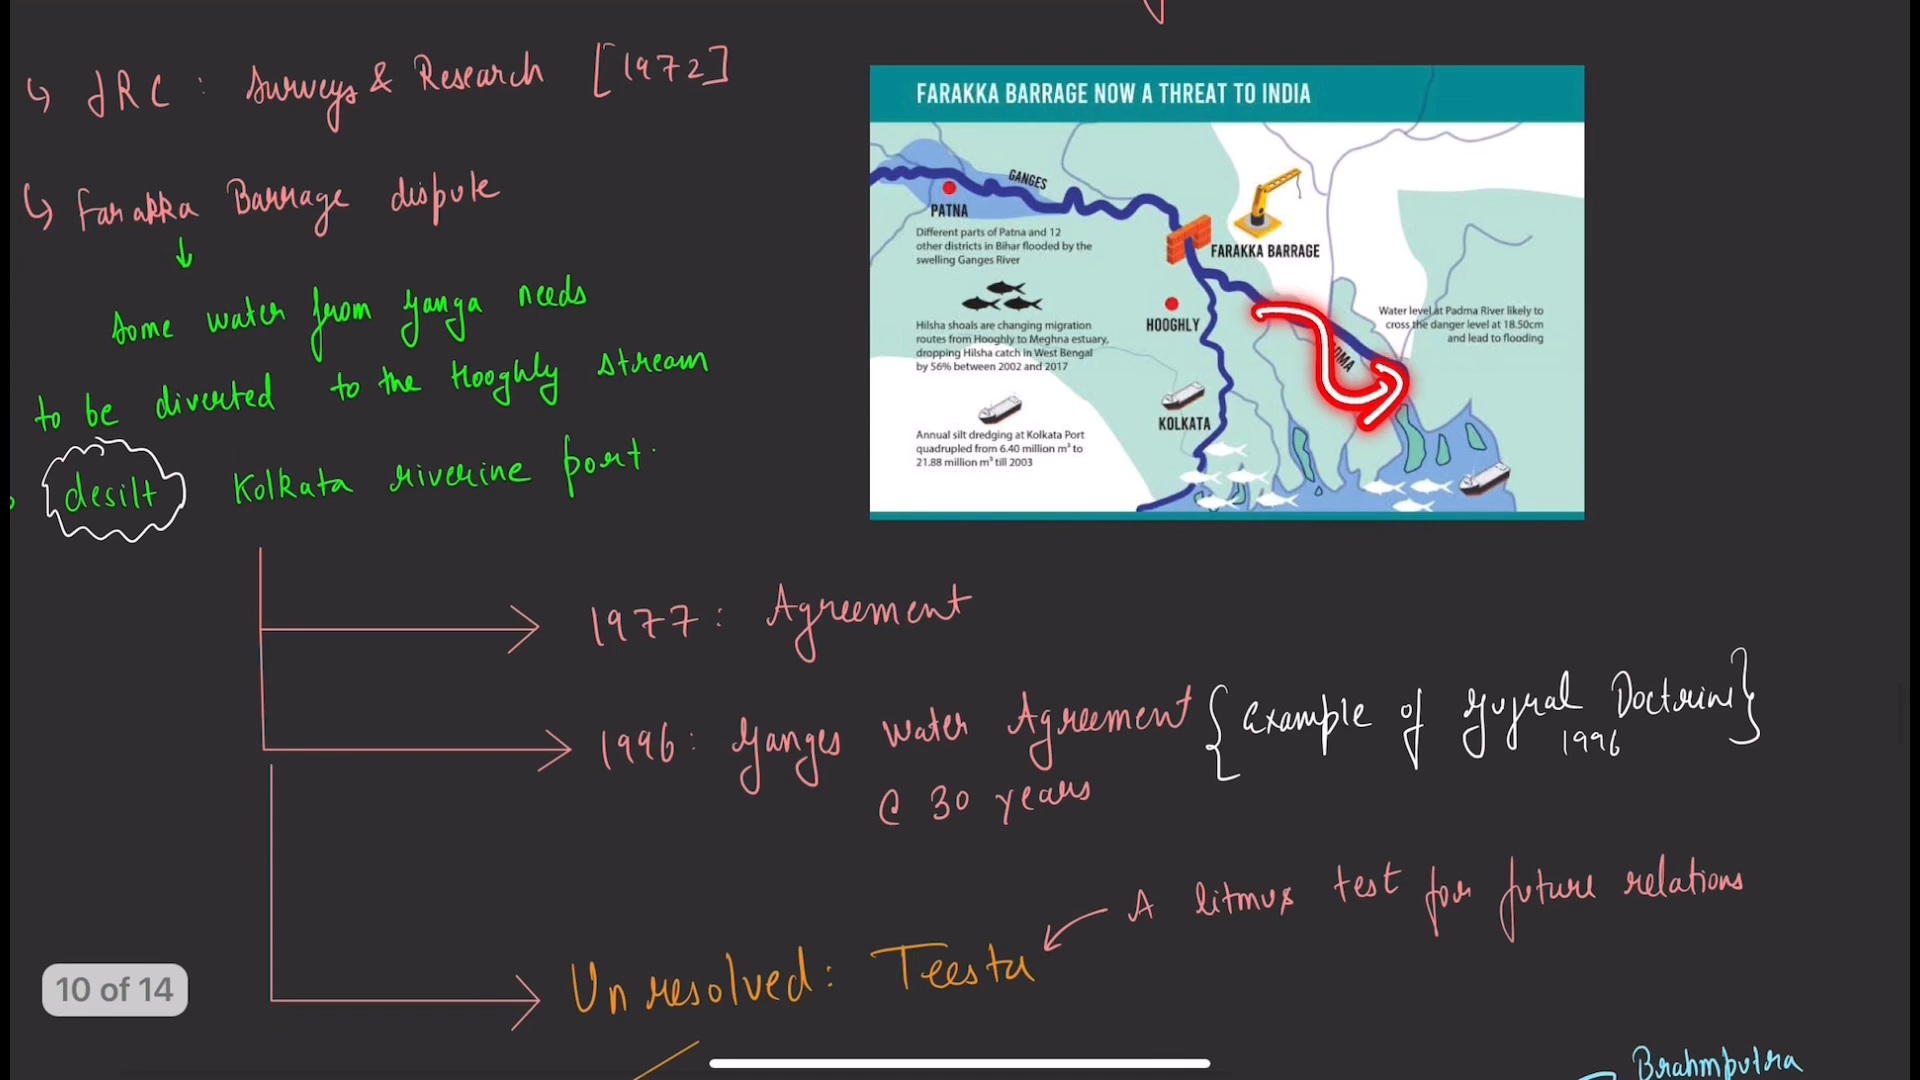 ↳ JRC : Surveys & Research [1972]
↳ Farakka Barrage dispute
↓
Some water from Ganga needs
to be diverted to the Hooghly stream
desilt Kolkata riverine port.
FARAKKA BARRAGE NOW A THREAT TO INDIA
GANGES
PATNA
Different parts of Patna and 12
other districts in Bihar flooded by the
swelling Ganges River
FARAKKA BARRAGE
HOOGHLY
Hilsha shoals are changing migration
routes from Hooghly to Meghna estuary,
dropping Hilsha catch in West Bengal
by 56% between 2002 and 2017
Water level at Padma River likely to
cross the danger level at 18.50cm
and lead to flooding
KOLKATA
Annual silt dredging at Kolkata Port
quadrupled from 6.40 million m³ to
21.88 million m³ till 2003
1977 : Agreement
1996 : Ganges Water Agreement {Example of Gujral Doctrine}
1996
@ 30 years
A litmus test for future relations
Unresolved : Teesta
10 of 14
Brahmputra